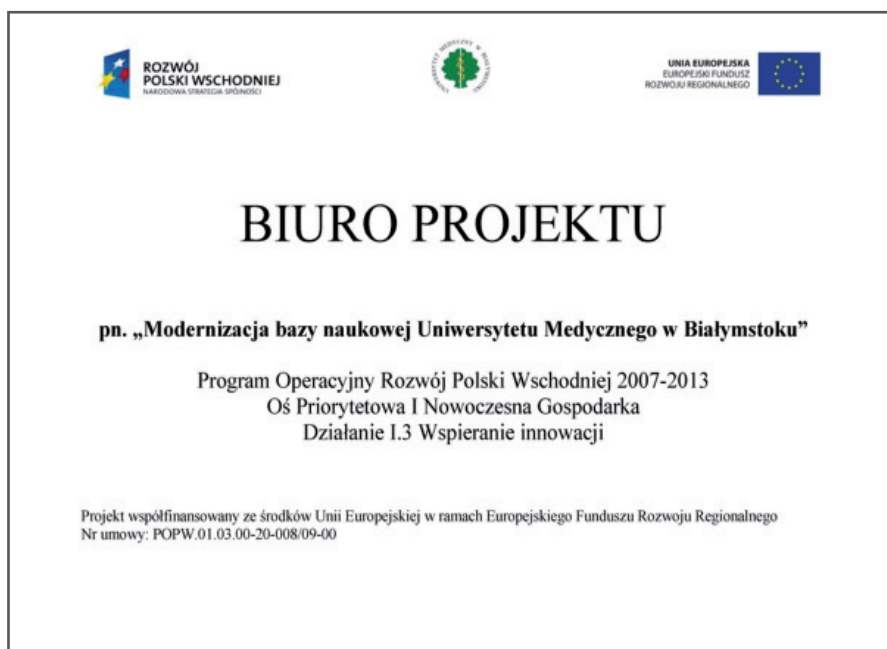 ROZWÓJ
POLSKI WSCHODNIEJ
NARODOWA STRATEGIA SPÓJNOŚCI
UNIWERSYTET MEDYCZNY W BIAŁYMSTOKU
UNIA EUROPEJSKA
EUROPEJSKI FUNDUSZ
ROZWOJU REGIONALNEGO
BIURO PROJEKTU
pn. „Modernizacja bazy naukowej Uniwersytetu Medycznego w Białymstoku”
Program Operacyjny Rozwój Polski Wschodniej 2007-2013
Oś Priorytetowa I Nowoczesna Gospodarka
Działanie I.3 Wspieranie innowacji
Projekt współfinansowany ze środków Unii Europejskiej w ramach Europejskiego Funduszu Rozwoju Regionalnego
Nr umowy: POPW.01.03.00-20-008/09-00